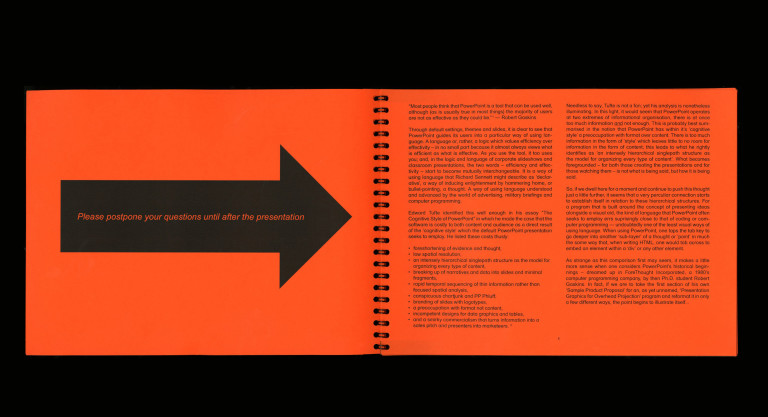 Please postpone your questions until after the presentation
"Most people think that PowerPoint is a tool that can be used well,
although (as is usually true in most things) the majority of users
are not as effective as they could be." — Robert Gaskins
Through default settings, themes and slides, it is clear to see that
PowerPoint guides its users into a particular way of using lan-
guage. A language or, rather, a logic which values efficiency over
effectivity – in no small part because it almost always views what
is efficient as what is effective. As you use the tool, it too uses
you; and, in the logic and language of corporate slideshows and
classroom presentations, the two words – efficiency and effec-
tivity – start to become mutually interchangeable. It is a way of
using language that Richard Sennett might describe as 'declar-
ative', a way of inducing enlightenment by hammering home, or
bullet-pointing, a thought. A way of using language understood
and advanced by the world of advertising, military briefings and
computer programming.
Edward Tufte identified this well enough in his essay "The
Cognitive Style of PowerPoint" in which he made the case that this
software is costly to both content and audience as a direct result
of the 'cognitive style' which the default PowerPoint presentation
seeks to employ. He listed these costs thusly:
• foreshortening of evidence and thought,
• low spatial resolution,
• an intensely hierarchical singlepath structure as the model for
organizing every type of content,
• breaking up of narratives and data into slides and minimal
fragments,
• rapid temporal sequencing of thin information rather than
focused spatial analysis,
• conspicuous chartjunk and PP Phluff,
• branding of slides with logotypes,
• a preoccupation with format not content,
• incompetent designs for data graphics and tables,
• and a smirky commercialism that turns information into a
sales pitch and presenters into marketeers. "
Needless to say, Tufte is not a fan; yet his analysis is nonetheless
illuminating. In this light, it would seem that PowerPoint operates
at two extremes of informational organisation, there is at once
too much information and not enough. This is probably best sum-
marised in the notion that PowerPoint has within it's 'cognitive
style' a preoccupation with format over content. There is too much
information in the form of 'style' which leaves little to no room for
information in the form of content; this leads to what he rightly
identifies as 'an intensely hierarchical singlepath structure as
the model for organizing every type of content'. What becomes
foregrounded – for both those creating the presentations and for
those watching them – is not what is being said, but how it is being
said.
So, if we dwell here for a moment and continue to push this thought
just a little further, it seems that a very peculiar connection starts
to establish itself in relation to these hierarchical structures. For
a program that is built around the concept of presenting ideas
alongside a visual aid, the kind of language that PowerPoint often
seeks to employ errs surprisingly close to that of coding or com-
puter programming — undoubtedly one of the least visual ways of
using language. When using PowerPoint, one taps the tab key to
go deeper into another 'sub-layer' of a thought or 'point' in much
the same way that, when writing HTML, one would tab across to
embed an element within a 'div' or any other element.
As strange as this comparison first may seem, it makes a little
more sense when one considers PowerPoint's historical begin-
nings – dreamed up in Forethought Incorporated, a 1980's
computer programming company, by then Ph.D. student Robert
Gaskins. In fact, if we are to take the first section of his own
'Sample Product Proposal' for an, as yet unnamed, 'Presentation
Graphics for Overhead Projection' program and reformat it in only
a few different ways, the point begins to illustrate itself...